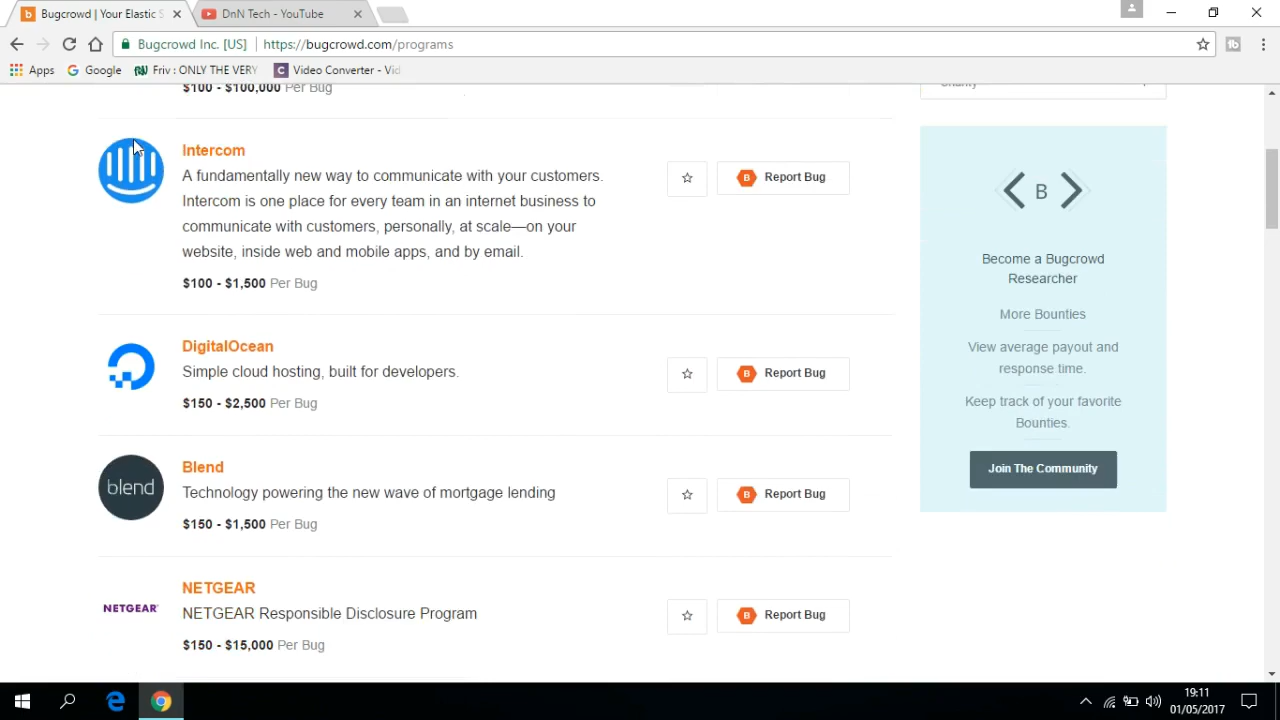 Bugcrowd | Your Elastic S
DnN Tech - YouTube
Bugcrowd Inc. [US]
https://bugcrowd.com/programs
Apps
Google
Friv : ONLY THE VERY
Video Converter - Vid
$100 - $100,000 Per Bug
Charity
Intercom
A fundamentally new way to communicate with your customers.
Intercom is one place for every team in an internet business to
communicate with customers, personally, at scale—on your
website, inside web and mobile apps, and by email.
$100 - $1,500 Per Bug
B Report Bug
DigitalOcean
Simple cloud hosting, built for developers.
$150 - $2,500 Per Bug
B Report Bug
blend
Blend
Technology powering the new wave of mortgage lending
$150 - $1,500 Per Bug
B Report Bug
NETGEAR
NETGEAR
NETGEAR Responsible Disclosure Program
$150 - $15,000 Per Bug
B Report Bug
B
Become a Bugcrowd
Researcher
More Bounties
View average payout and
response time.
Keep track of your favorite
Bounties.
Join The Community
19:11
01/05/2017